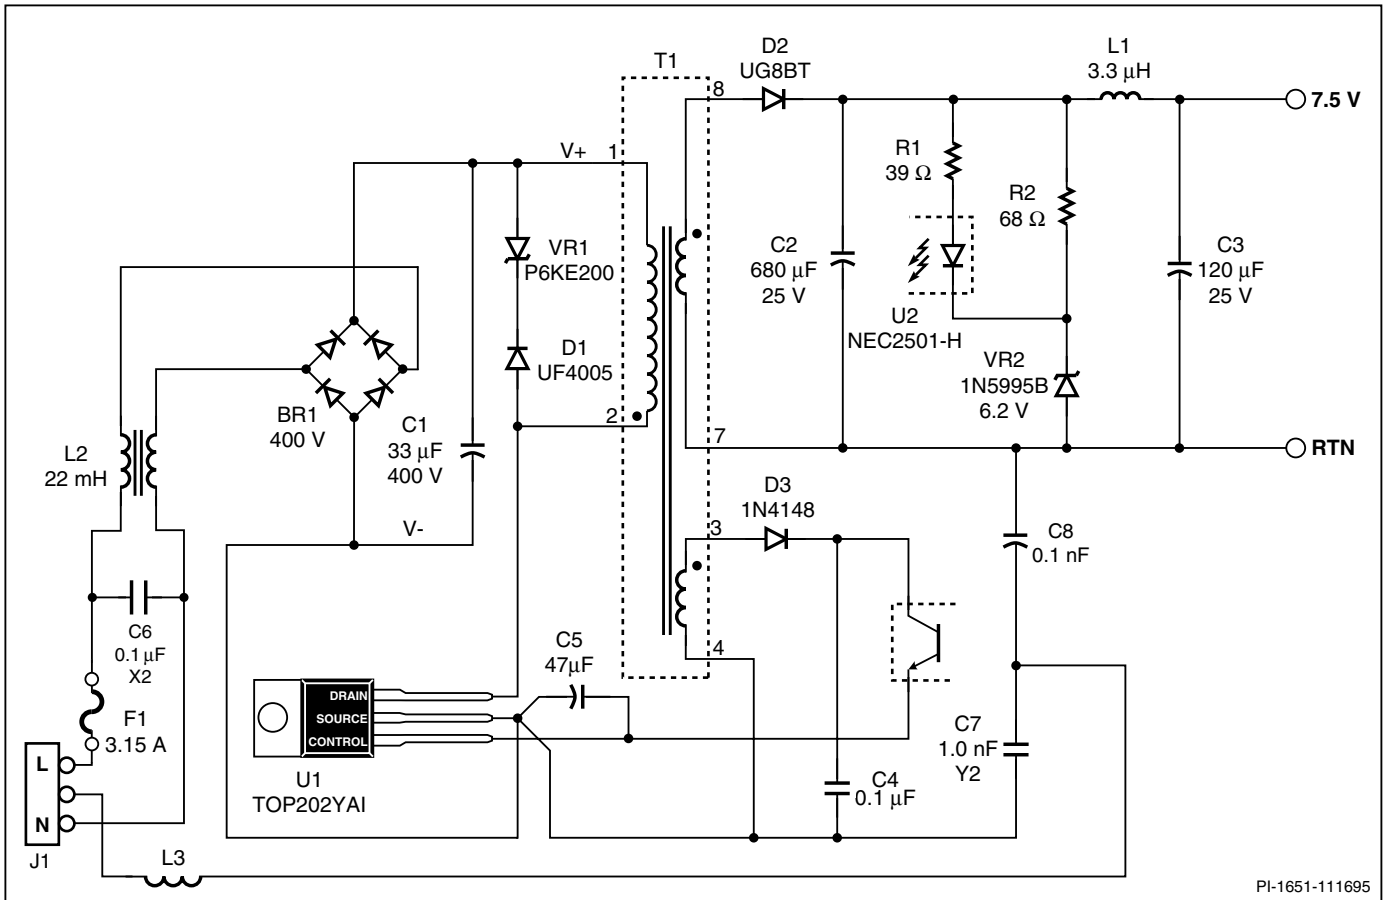 T1
D2
UG8BT
L1
3.3 µH
8
7.5 V
V+
1
R1
39 Ω
R2
68 Ω
VR1
P6KE200
C2
680 µF
25 V
C3
120 µF
25 V
U2
NEC2501-H
D1
UF4005
VR2
1N5995B
6.2 V
BR1
400 V
C1
33 µF
400 V
2
7
RTN
L2
22 mH
D3
1N4148
V-
3
C8
0.1 nF
C6
0.1 µF
X2
C5
47µF
4
DRAIN
SOURCE
CONTROL
F1
3.15 A
C7
1.0 nF
Y2
L
N
J1
U1
TOP202YAI
C4
0.1 µF
L3
PI-1651-111695